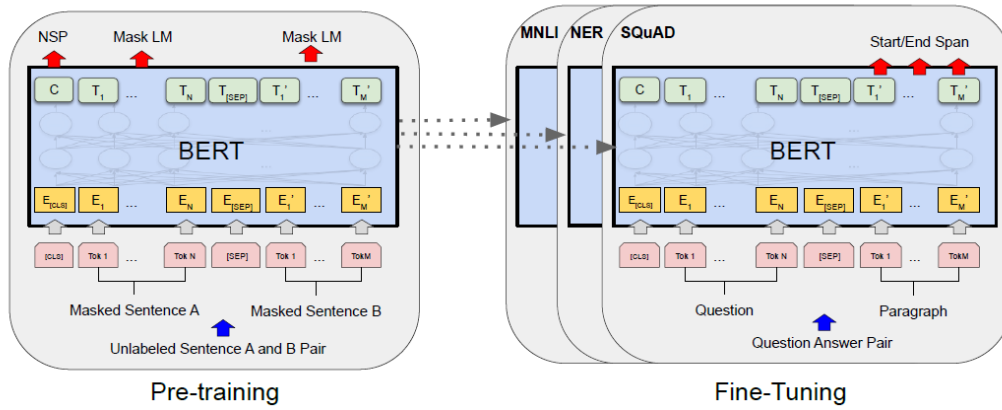 NSP Mask LM Mask LM
C T1 ... TN T[SEP] T1' ... TM'
...
...
BERT
E[CLS] E1 ... EN E[SEP] E1' ... EM'
[CLS] Tok 1 ... Tok N [SEP] Tok 1 ... TokM
Masked Sentence A Masked Sentence B
Unlabeled Sentence A and B Pair
Pre-training
MNLI NER SQuAD
Start/End Span
C T1 ... TN T[SEP] T1' ... TM'
...
...
BERT
E[CLS] E1 ... EN E[SEP] E1' ... EM'
[CLS] Tok 1 ... Tok N [SEP] Tok 1 ... TokM
Question Paragraph
Question Answer Pair
Fine-Tuning